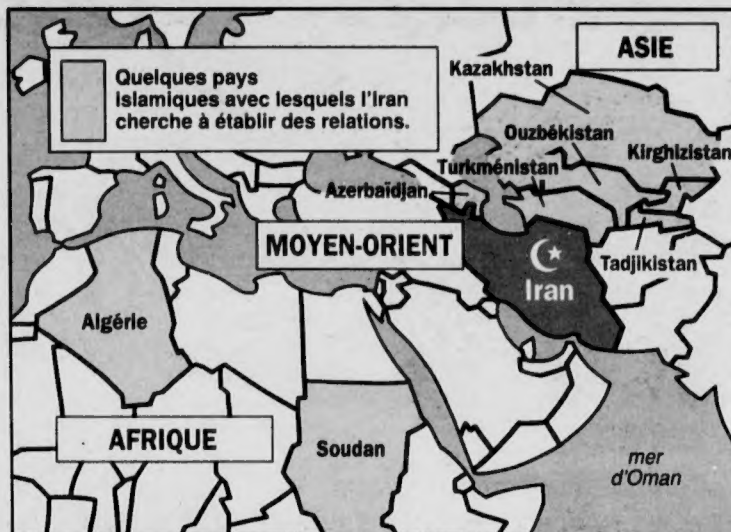 Quelques pays
islamiques avec lesquels l'Iran
cherche à établir des relations.
ASIE
Kazakhstan
Ouzbékistan
Kirghizistan
Turkménistan
Azerbaïdjan
MOYEN-ORIENT
Tadjikistan
Iran
Algérie
AFRIQUE
Soudan
mer
d'Oman